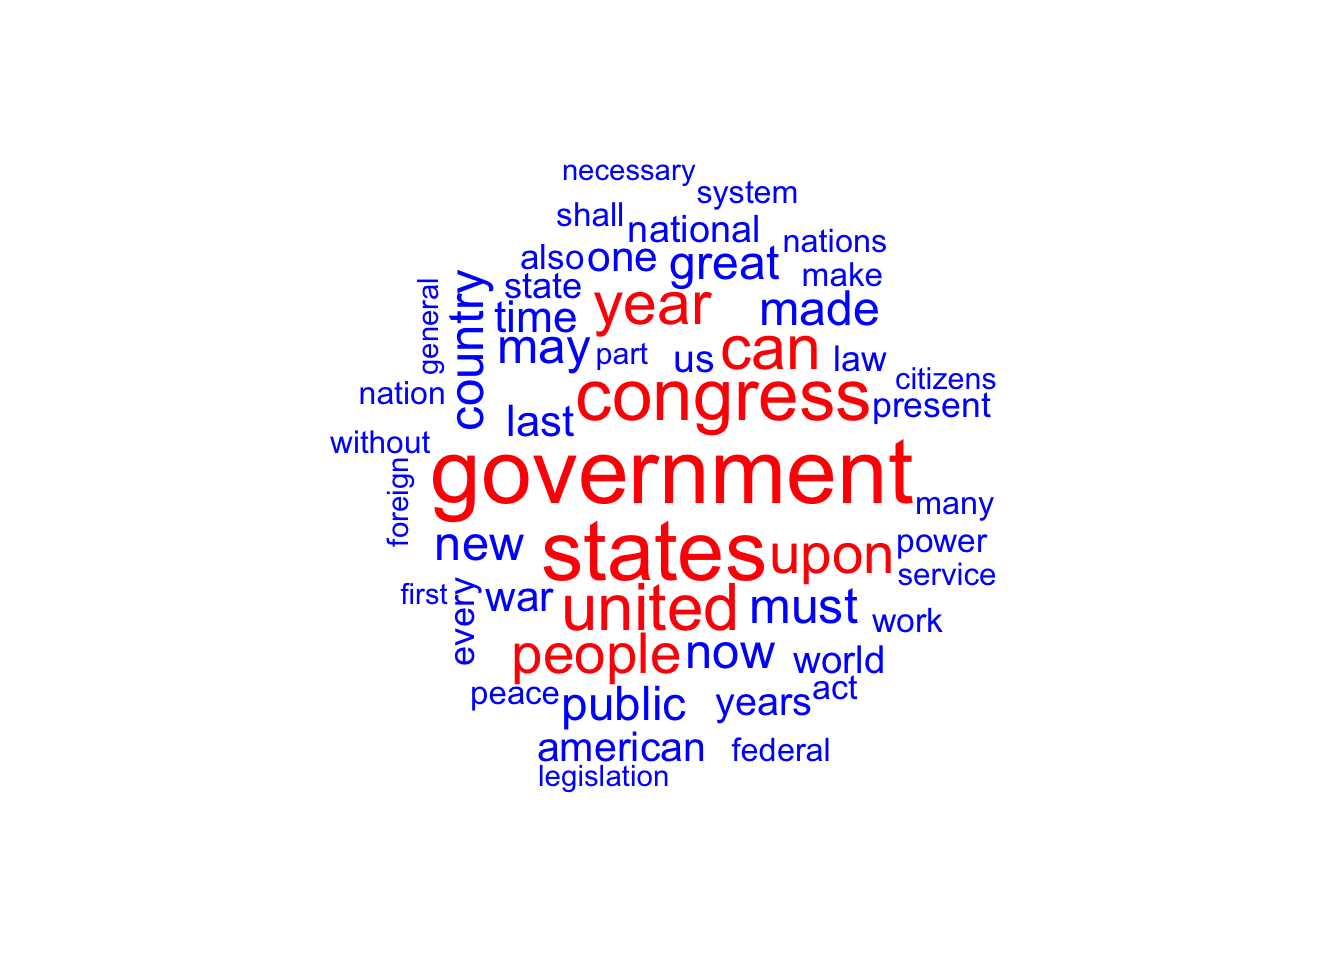 necessary
system
shall
national
nations
also
one
great
make
state
year
made
general
country
time
may
part
us
can
law
nation
congress
citizens
present
last
without
government
foreign
many
new
states
upon
power
service
first
every
war
united
must
work
people
now
world
peace
public
years
act
american
federal
legislation